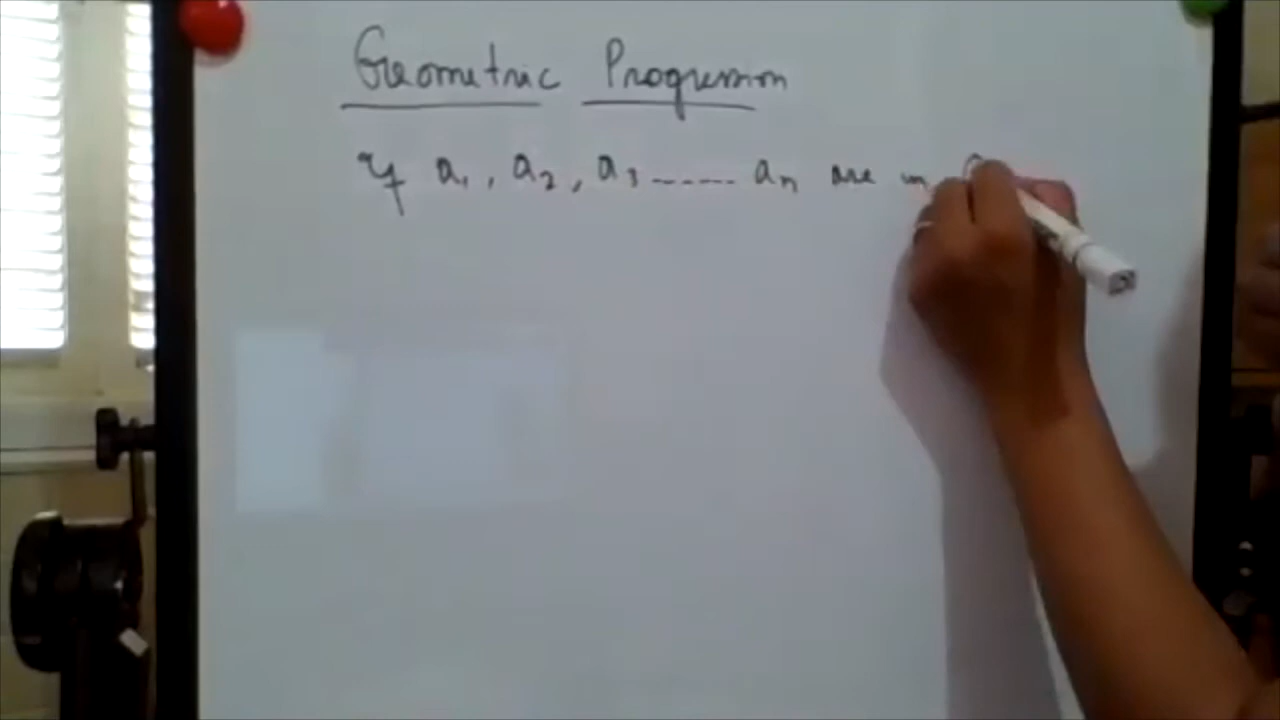 Geometric Progression
If a₁, a₂, a₃ ...... aₙ are in